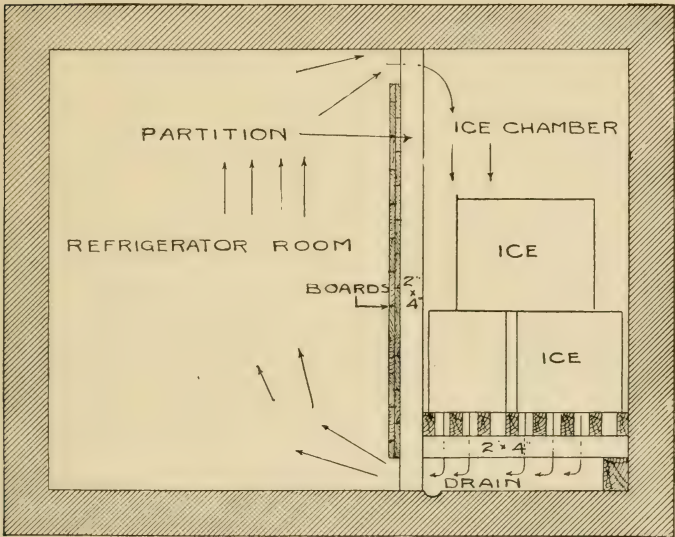 PARTITION
ICE CHAMBER
REFRIGERATOR ROOM
ICE
BOARDS
2" × 4"
ICE
2" × 4"
DRAIN